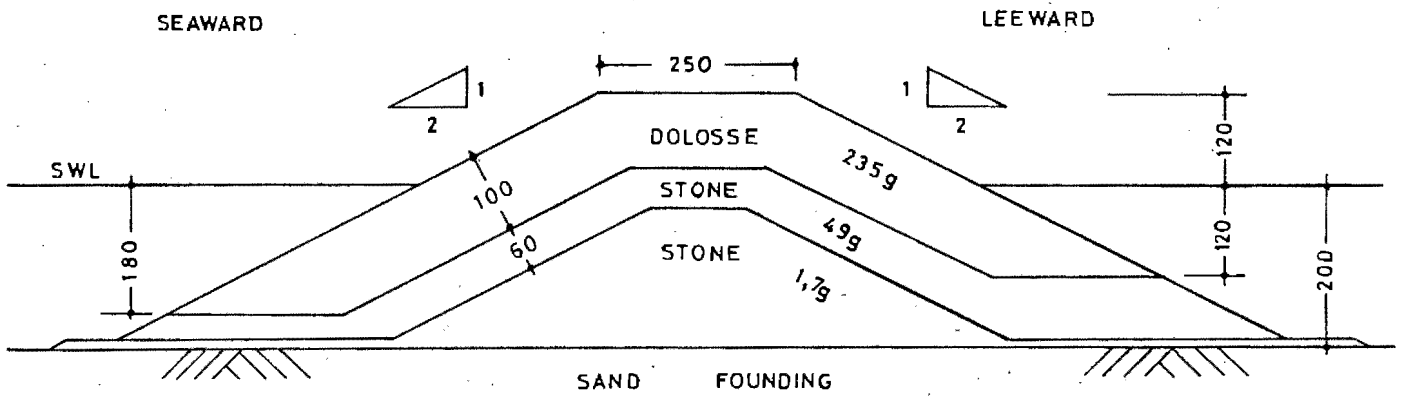 SEAWARD
LEEWARD
250
1
2
1
2
DOLOSSE
235g
120
SWL
100
STONE
49g
180
60
STONE
1,7g
120
200
SAND FOUNDING